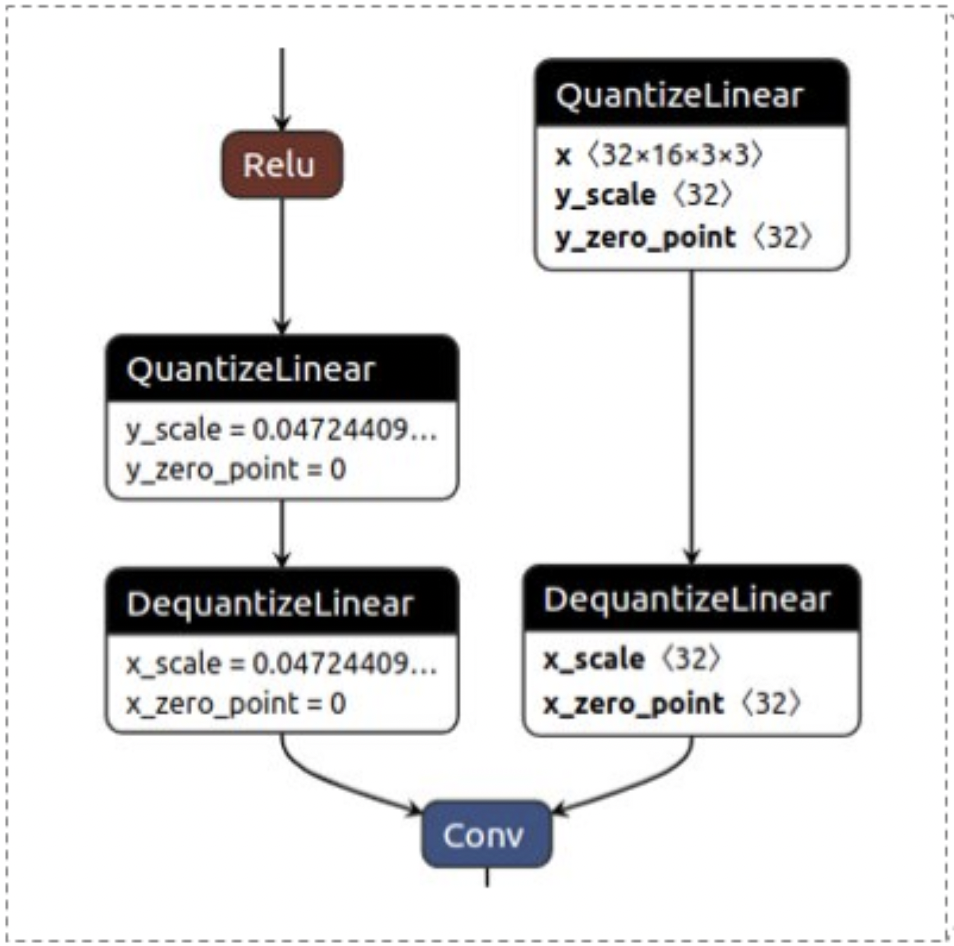 Relu
QuantizeLinear
y_scale = 0.04724409...
y_zero_point = 0
DequantizeLinear
x_scale = 0.04724409...
x_zero_point = 0
QuantizeLinear
x〈32×16×3×3〉
y_scale〈32〉
y_zero_point〈32〉
DequantizeLinear
x_scale〈32〉
x_zero_point〈32〉
Conv